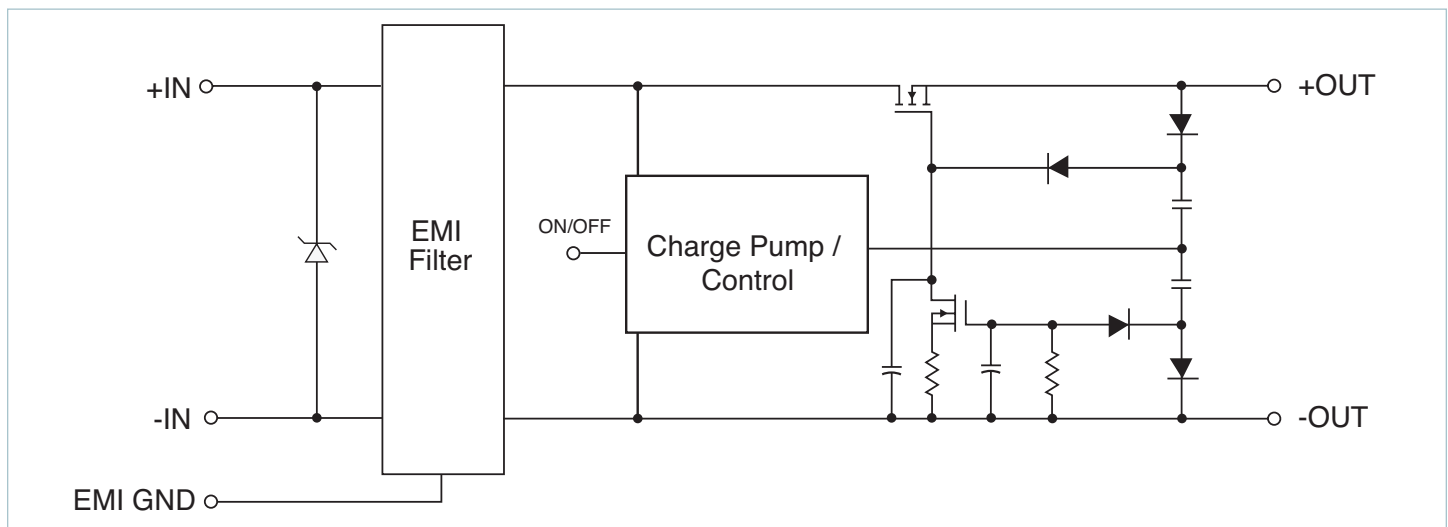 +IN
+OUT
EMI
Filter
ON/OFF
Charge Pump /
Control
-IN
-OUT
EMI GND